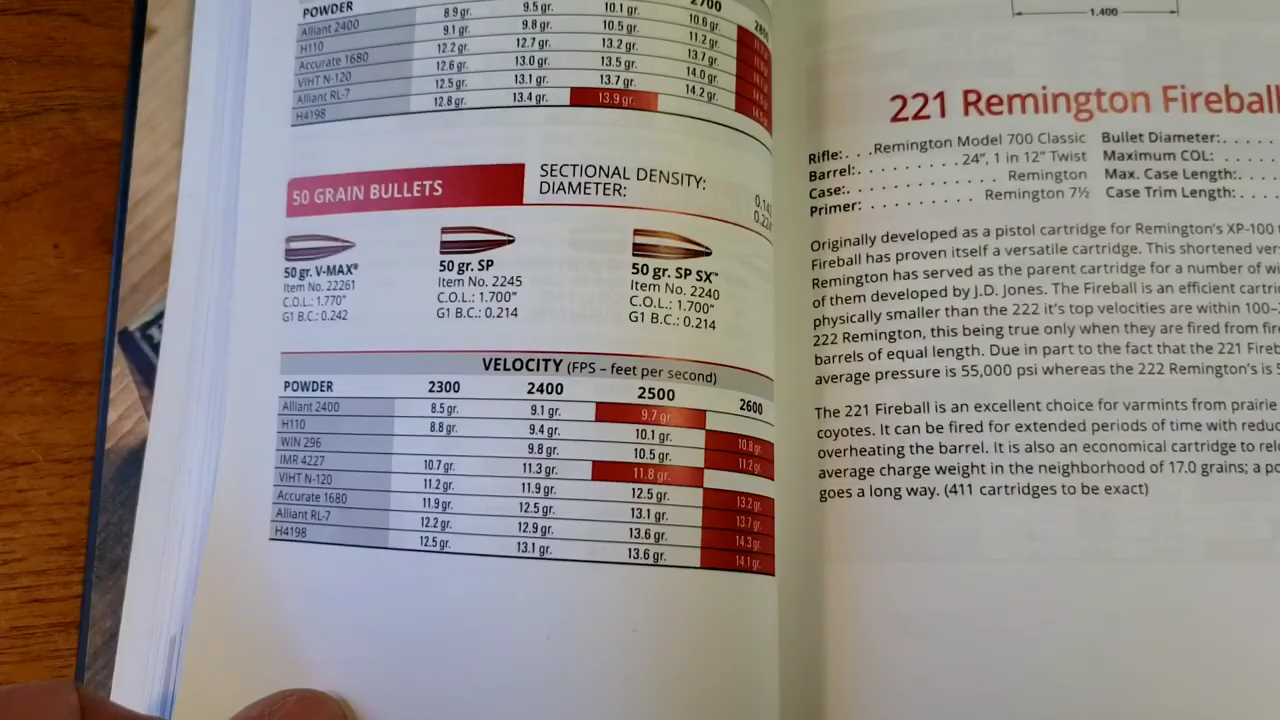 POWDER 2700
Alliant 2400 8.9 gr. 9.5 gr. 10.1 gr. 10.6 gr.
H110 9.1 gr. 9.8 gr. 10.5 gr. 11.2 gr.
Accurate 1680 12.2 gr. 12.7 gr. 13.2 gr. 13.7 gr.
VIHT N-120 12.6 gr. 13.0 gr. 13.5 gr. 14.0 gr.
Alliant RL-7 12.5 gr. 13.1 gr. 13.7 gr. 14.2 gr.
H4198 12.8 gr. 13.4 gr. 13.9 gr.
50 GRAIN BULLETS
SECTIONAL DENSITY:
DIAMETER:
50 gr. V-MAX®
Item No. 22261
C.O.L.: 1.770"
G1 B.C.: 0.242
50 gr. SP
Item No. 2245
C.O.L.: 1.700"
G1 B.C.: 0.214
50 gr. SP SX™
Item No. 2240
C.O.L.: 1.700"
G1 B.C.: 0.214
VELOCITY (FPS – feet per second)
POWDER 2300 2400 2500 2600
Alliant 2400 8.5 gr. 9.1 gr. 9.7 gr.
H110 8.8 gr. 9.4 gr. 10.1 gr. 10.8 gr.
WIN 296 9.8 gr. 10.5 gr. 11.2 gr.
IMR 4227 10.7 gr. 11.3 gr. 11.8 gr.
VIHT N-120 11.2 gr. 11.9 gr. 12.5 gr. 13.2 gr.
Accurate 1680 11.9 gr. 12.5 gr. 13.1 gr. 13.7 gr.
Alliant RL-7 12.2 gr. 12.9 gr. 13.6 gr. 14.3 gr.
H4198 12.5 gr. 13.1 gr. 13.6 gr. 14.1 gr.
1.400
221 Remington Fireball
Rifle:. . .Remington Model 700 Classic
Barrel:. . . . . . . . . 24", 1 in 12" Twist
Case:. . . . . . . . . . . . . . . Remington
Primer: . . . . . . . . . . Remington 7½
Bullet Diameter:. . . . .
Maximum COL: . . . . .
Max. Case Length:. . . .
Case Trim Length:. . . .
Originally developed as a pistol cartridge for Remington's XP-100
Fireball has proven itself a versatile cartridge. This shortened
Remington has served as the parent cartridge for a number of
of them developed by J.D. Jones. The Fireball is an efficient
physically smaller than the 222 it's top velocities are within 100–
222 Remington, this being true only when they are fired from
barrels of equal length. Due in part to the fact that the 221
average pressure is 55,000 psi whereas the 222 Remington's is
The 221 Fireball is an excellent choice for varmints from prairie
coyotes. It can be fired for extended periods of time with
overheating the barrel. It is also an economical cartridge to
average charge weight in the neighborhood of 17.0 grains; a
goes a long way. (411 cartridges to be exact)